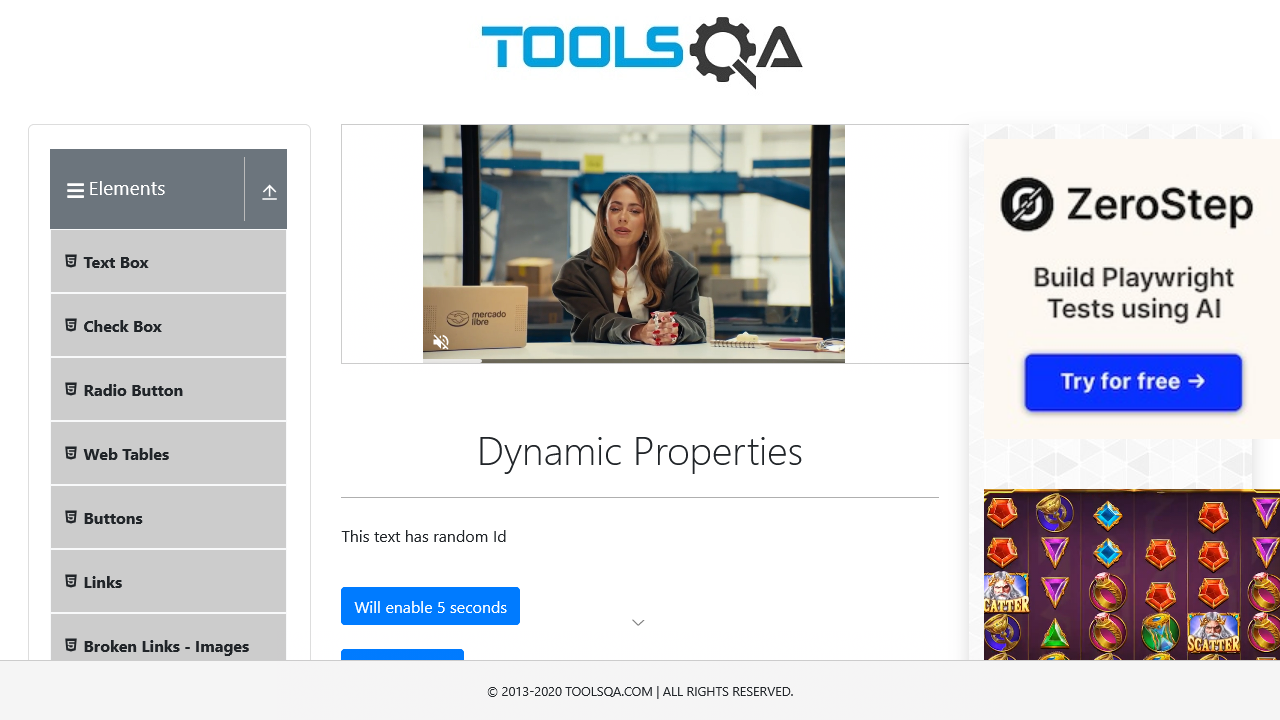 TOOLSQA
Elements
Text Box
Check Box
Radio Button
Web Tables
Buttons
Links
Broken Links - Images
mercado
libre
Dynamic Properties
This text has random Id
Will enable 5 seconds
ZeroStep
Build Playwright
Tests using AI
Try for free →
SCATTER
SCATTER
© 2013-2020 TOOLSQA.COM | ALL RIGHTS RESERVED.